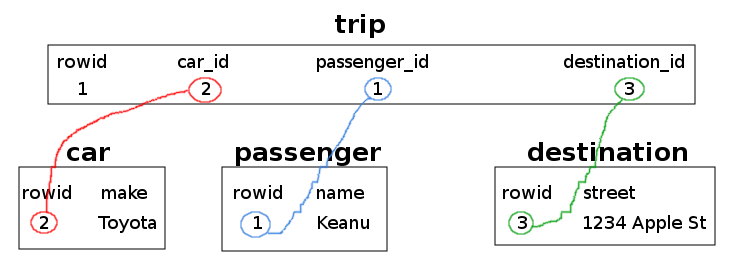 trip
rowid car_id passenger_id destination_id
1 2 1 3
car passenger destination
rowid make rowid name rowid street
2 Toyota 1 Keanu 3 1234 Apple St